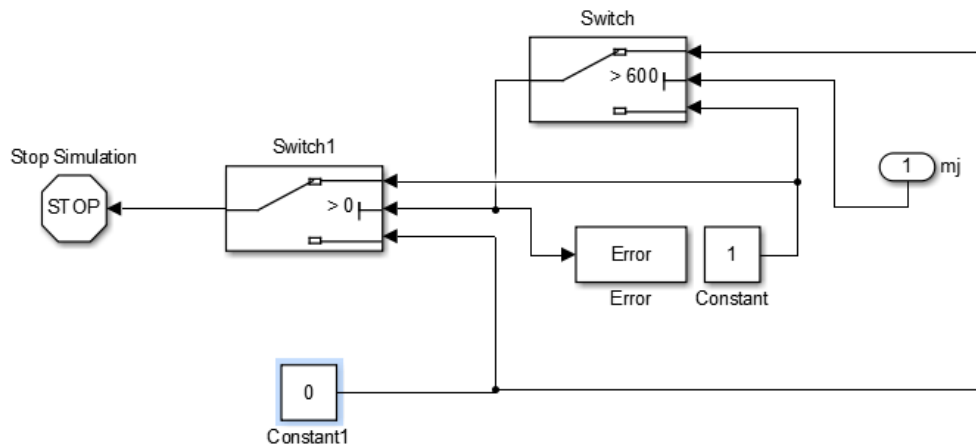 Switch
> 600
Switch1
Stop Simulation
STOP
> 0
1
mj
Error
Error
1
Constant
0
Constant1